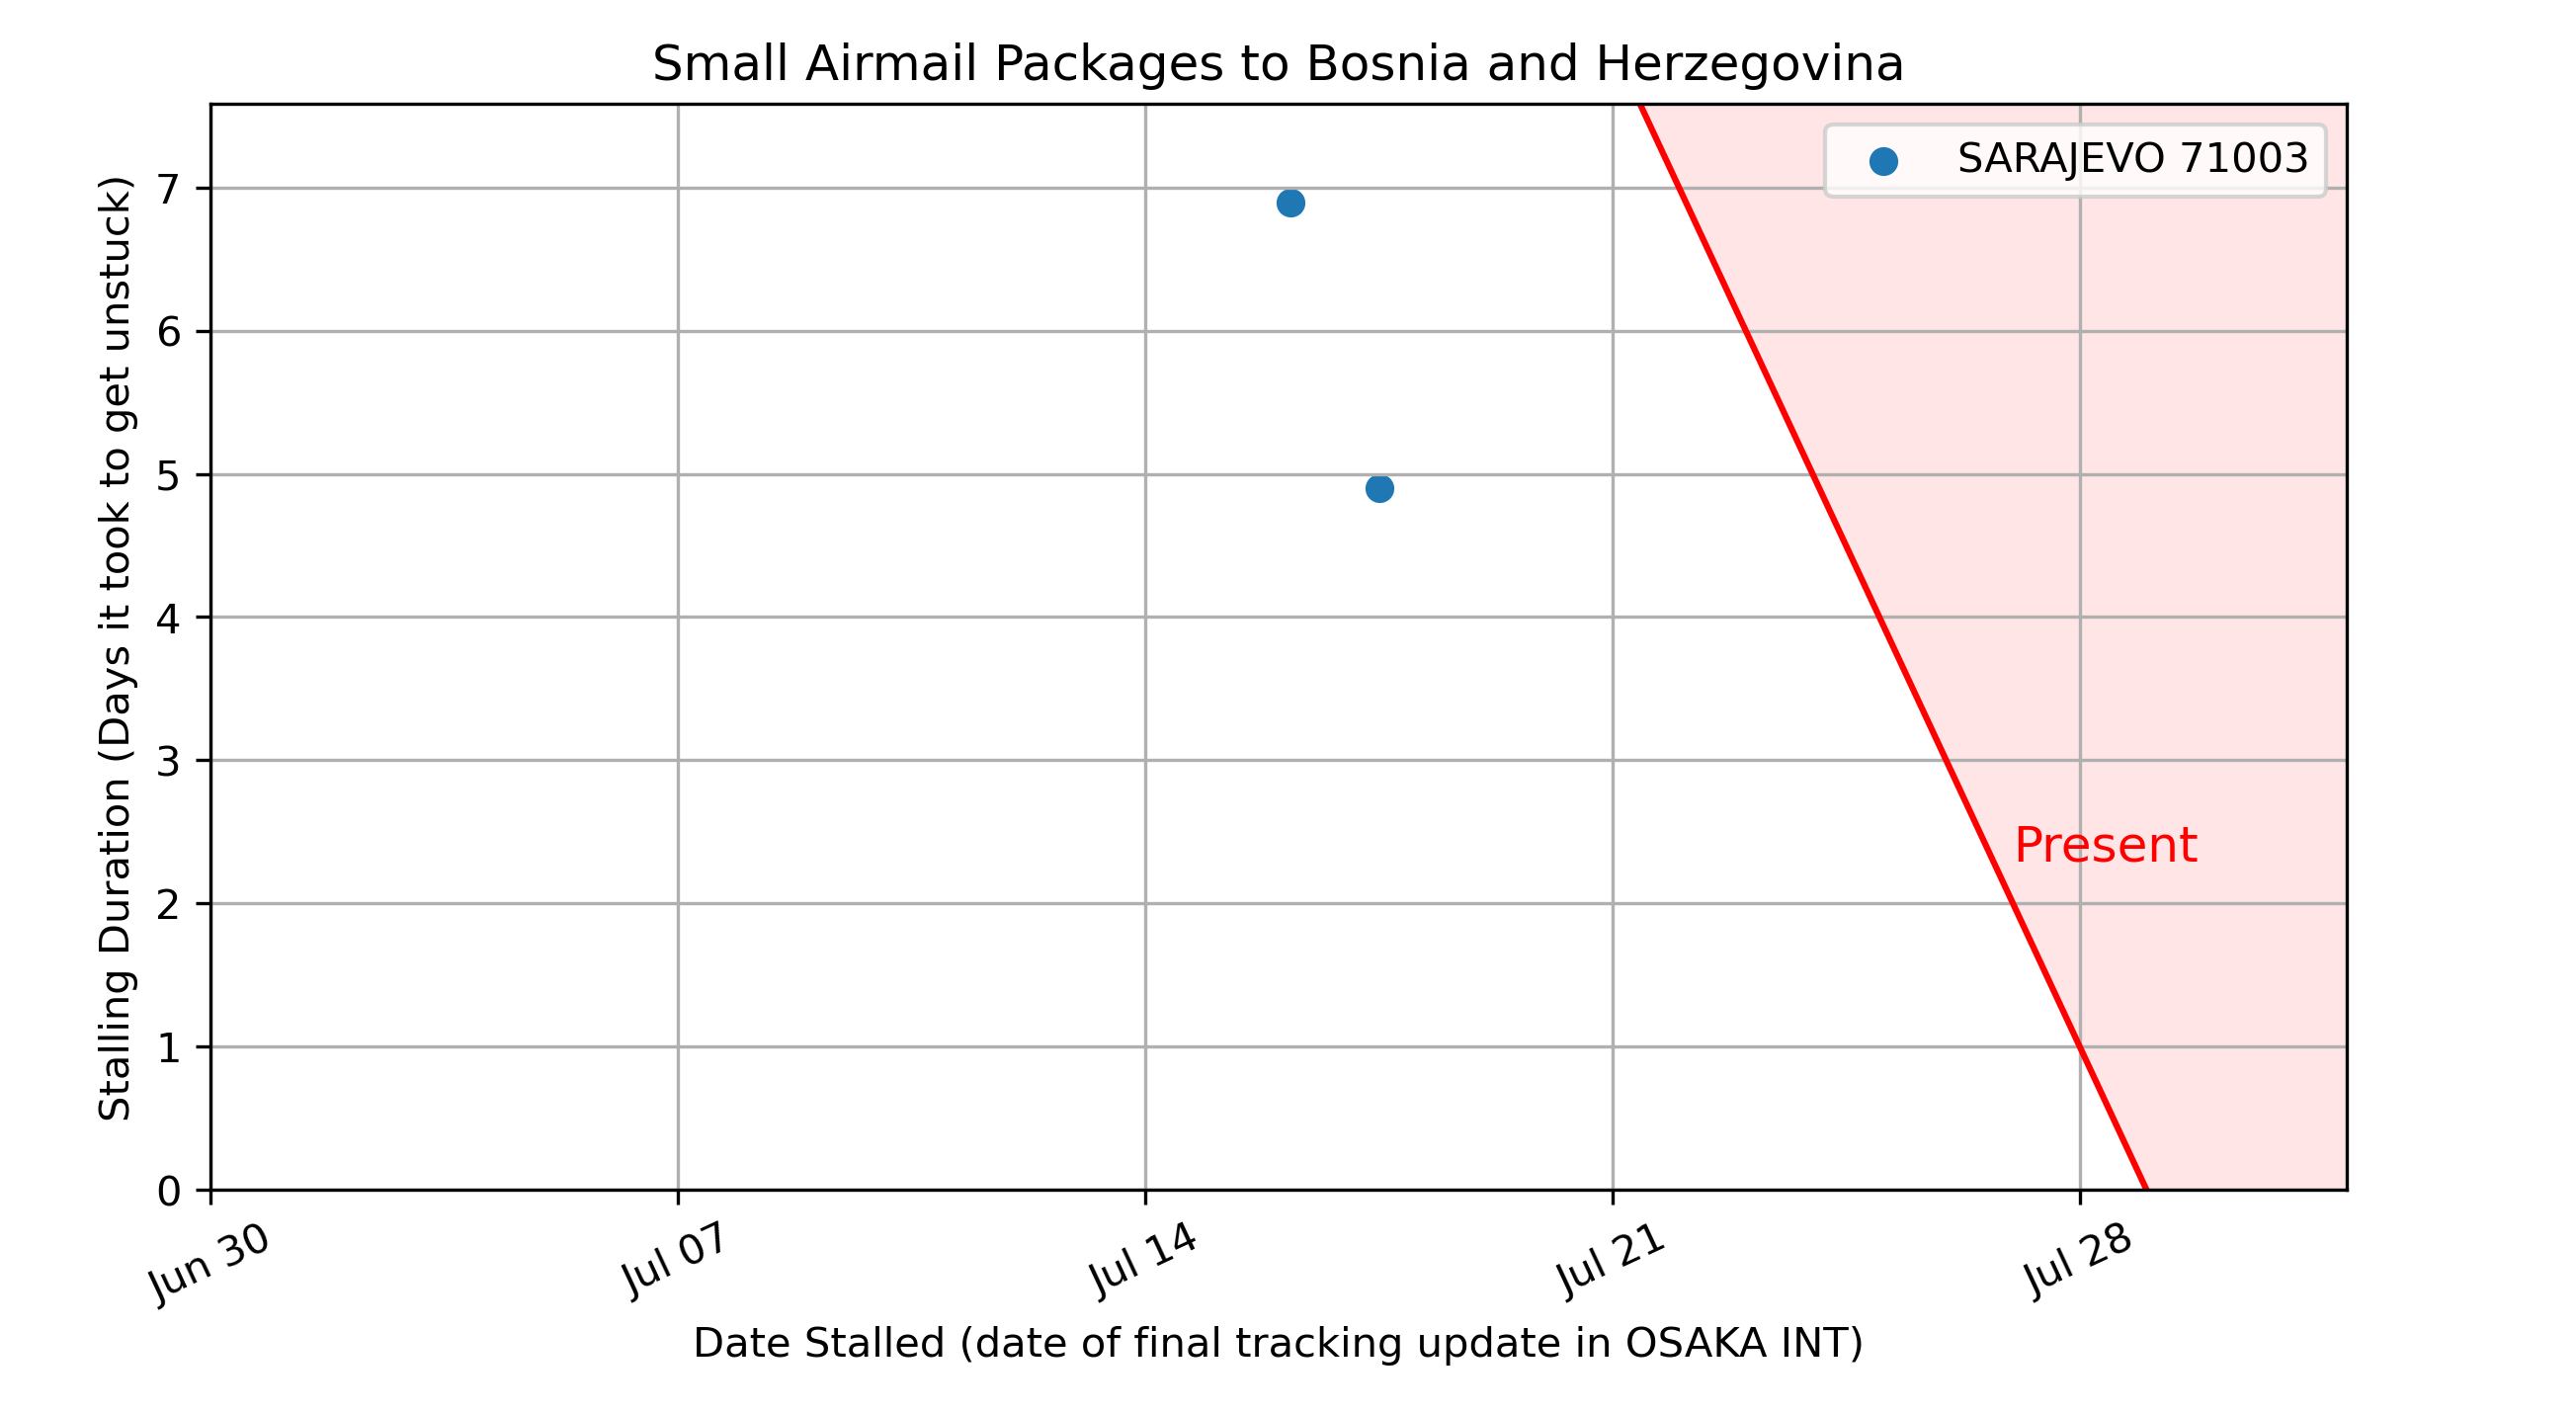 Small Airmail Packages to Bosnia and Herzegovina
SARAJEVO 71003
Stalling Duration (Days it took to get unstuck)
7
6
5
4
3
2
1
0
Present
Jun 30
Jul 07
Jul 14
Jul 21
Jul 28
Date Stalled (date of final tracking update in OSAKA INT)